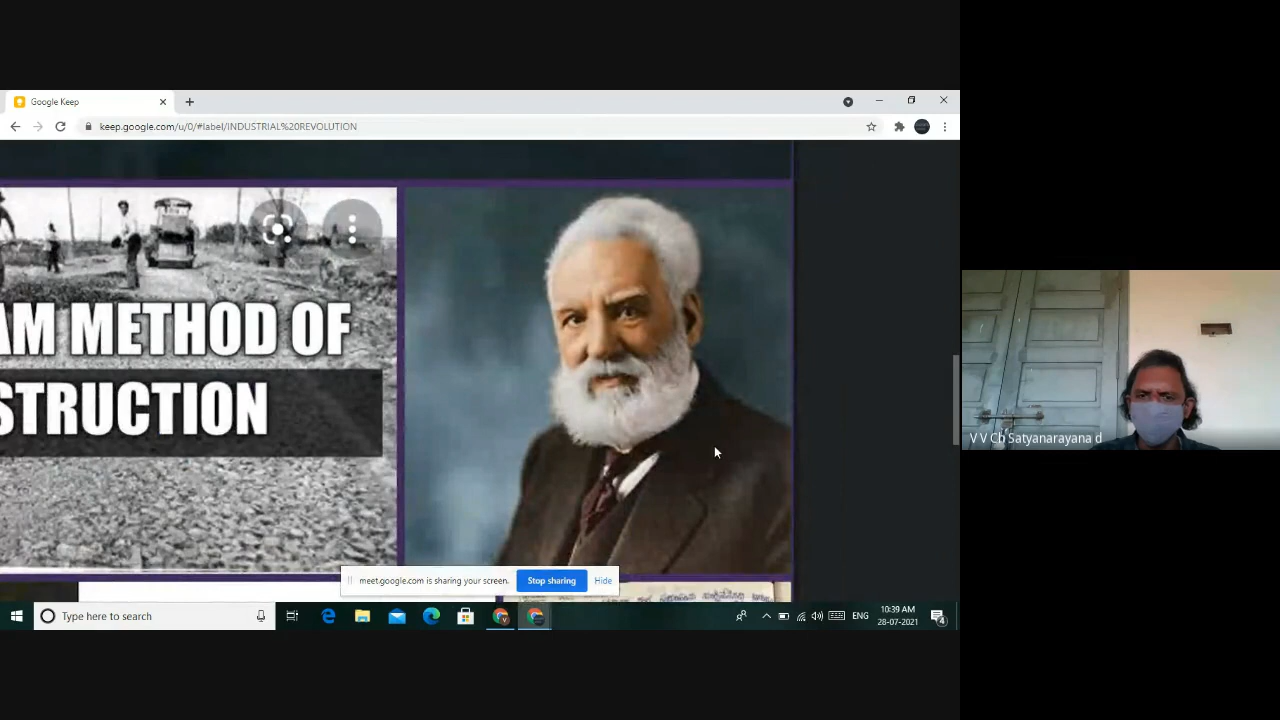 Google Keep
keep.google.com/u/0/#label/INDUSTRIAL%20REVOLUTION
AM METHOD OF
STRUCTION
meet.google.com is sharing your screen.
Stop sharing
Hide
V V Ch Satyanarayana d
Type here to search
ENG
10:39 AM
28-07-2021
4